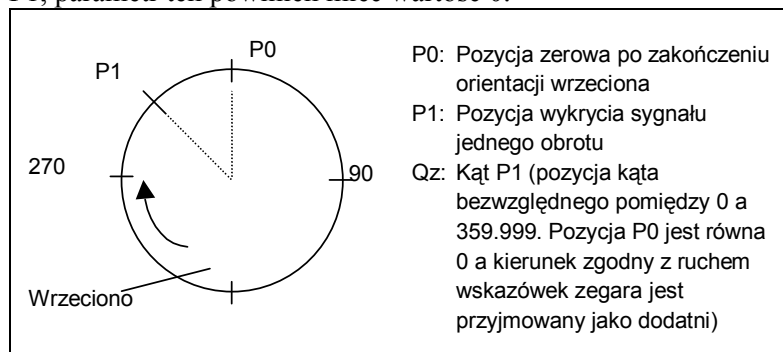 P1, parametr ten powinien mieć wartość 0.
P0
P1
270
90
Wrzeciono
P0: Pozycja zerowa po zakończeniu
orientacji wrzeciona
P1: Pozycja wykrycia sygnału
jednego obrotu
Qz: Kąt P1 (pozycja kąta
bezwzględnego pomiędzy 0 a
359.999. Pozycja P0 jest równa
0 a kierunek zgodny z ruchem
wskazówek zegara jest
przyjmowany jako dodatni)